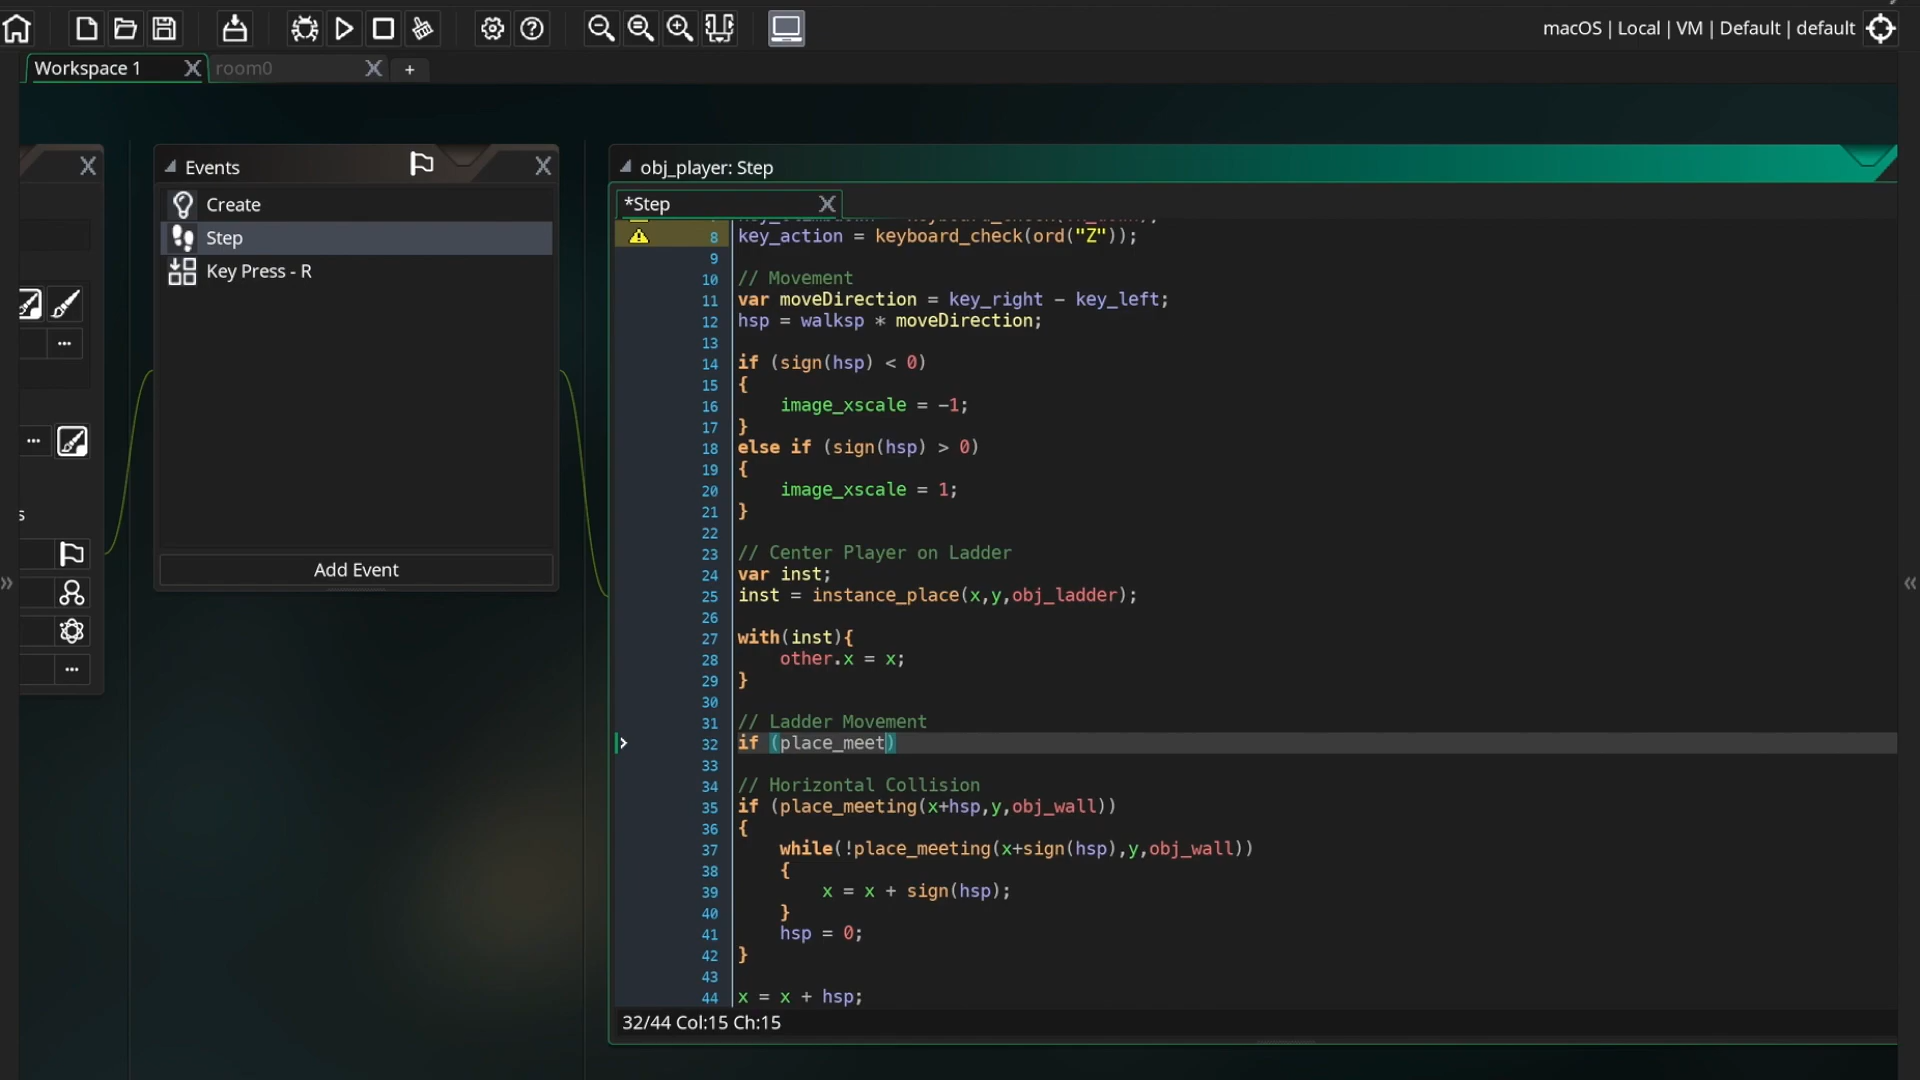 macOS | Local | VM | Default | default
Workspace 1
room0
+
Events
Create
Step
Key Press - R
Add Event
s
obj_player: Step
*Step
8 key_action = keyboard_check(ord("Z"));
9
10 // Movement
11 var moveDirection = key_right - key_left;
12 hsp = walksp * moveDirection;
13
14 if (sign(hsp) < 0)
15 {
16 image_xscale = -1;
17 }
18 else if (sign(hsp) > 0)
19 {
20 image_xscale = 1;
21 }
22
23 // Center Player on Ladder
24 var inst;
25 inst = instance_place(x,y,obj_ladder);
26
27 with(inst){
28 other.x = x;
29 }
30
31 // Ladder Movement
32 if (place_meet)
33
34 // Horizontal Collision
35 if (place_meeting(x+hsp,y,obj_wall))
36 {
37 while(!place_meeting(x+sign(hsp),y,obj_wall))
38 {
39 x = x + sign(hsp);
40 }
41 hsp = 0;
42 }
43
44 x = x + hsp;
32/44 Col:15 Ch:15